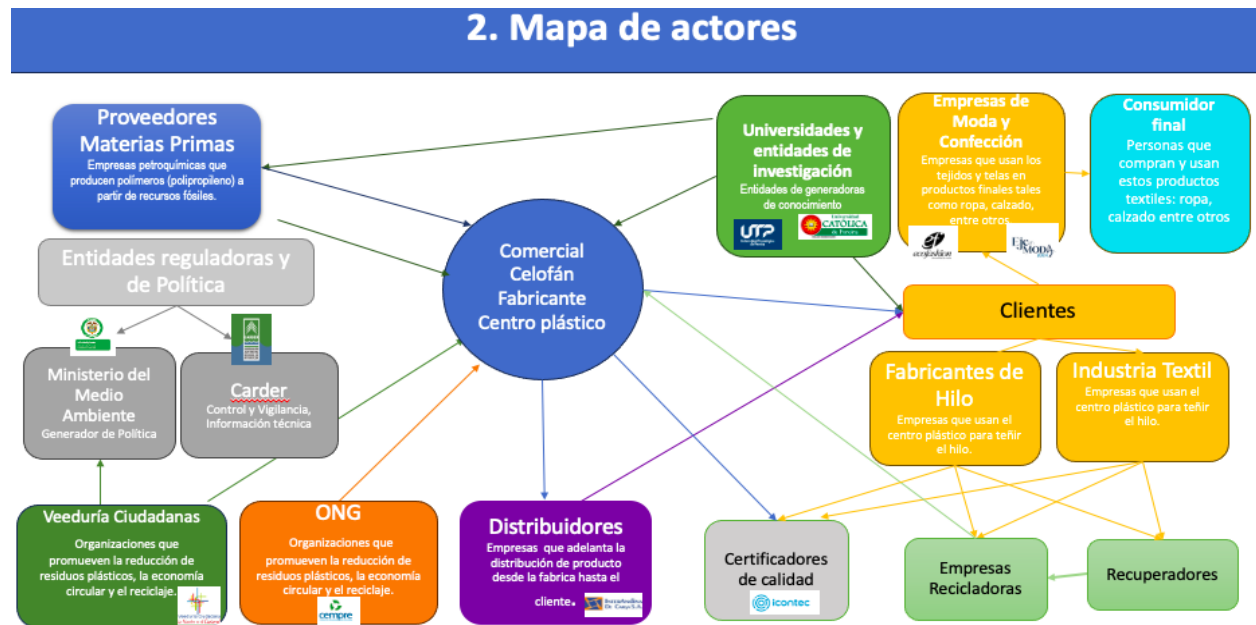 2. Mapa de actores
Proveedores
Materias Primas
Empresas petroquímicas que
producen polímeros (polipropileno) a
partir de recursos fósiles.
Universidades y
entidades de
investigación
Entidades de generadoras
de conocimiento
UTP
Universidad
CATÓLICA
de Pereira
Empresas de
Moda y
Confección
Empresas que usan los
tejidos y telas en
productos finales tales
como ropa, calzado,
entre otros
ecofashion
Eje
MODA
Consumidor
final
Personas que
compran y usan
estos productos
textiles: ropa,
calzado entre otros
Comercial
Celofán
Fabricante
Centro plástico
Entidades reguladoras y
de Política
Clientes
Ministerio del
Medio
Ambiente
Generador de Política
Carder
Control y Vigilancia,
Información técnica
Fabricantes de
Hilo
Empresas que usan el
centro plástico para teñir
el hilo.
Industria Textil
Empresas que usan el
centro plástico para teñir
el hilo.
Veeduría Ciudadanas
Organizaciones que
promueven la reducción de
residuos plásticos, la economía
circular y el reciclaje.
ONG
Organizaciones que
promueven la reducción de
residuos plásticos, la economía
circular y el reciclaje.
cempre
Distribuidores
Empresas que adelanta la
distribución de producto
desde la fabrica hasta el
cliente.
Certificadores
de calidad
icontec
Empresas
Recicladoras
Recuperadores